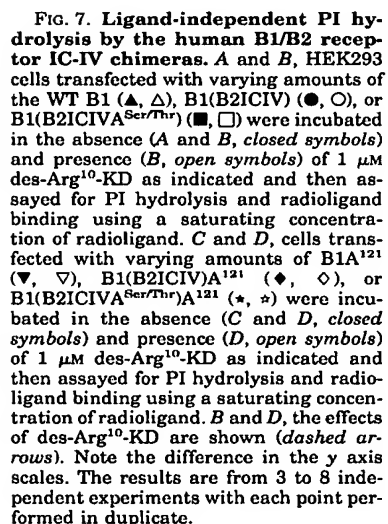 FIG. 7. Ligand-independent PI hy-
drolysis by the human B1/B2 recep-
tor IC-IV chimeras. A and B, HEK293
cells transfected with varying amounts of
the WT B1 (▲, △), B1(B2ICIV) (●, ○), or
B1(B2ICIVA^Ser/Thr) (■, □) were incubated
in the absence (A and B, closed symbols)
and presence (B, open symbols) of 1 μM
des-Arg¹⁰-KD as indicated and then as-
sayed for PI hydrolysis and radioligand
binding using a saturating concentra-
tion of radioligand. C and D, cells trans-
fected with varying amounts of B1A¹²¹
(▼, ▽), B1(B2ICIV)A¹²¹ (◆, ◇), or
B1(B2ICIVA^Ser/Thr)A¹²¹ (★, ☆) were incu-
bated in the absence (C and D, closed
symbols) and presence (D, open symbols)
of 1 μM des-Arg¹⁰-KD as indicated and
then assayed for PI hydrolysis and radio-
ligand binding using a saturating concen-
tration of radioligand. B and D, the effects
of des-Arg¹⁰-KD are shown (dashed ar-
rows). Note the difference in the y axis
scales. The results are from 3 to 8 inde-
pendent experiments with each point per-
formed in duplicate.